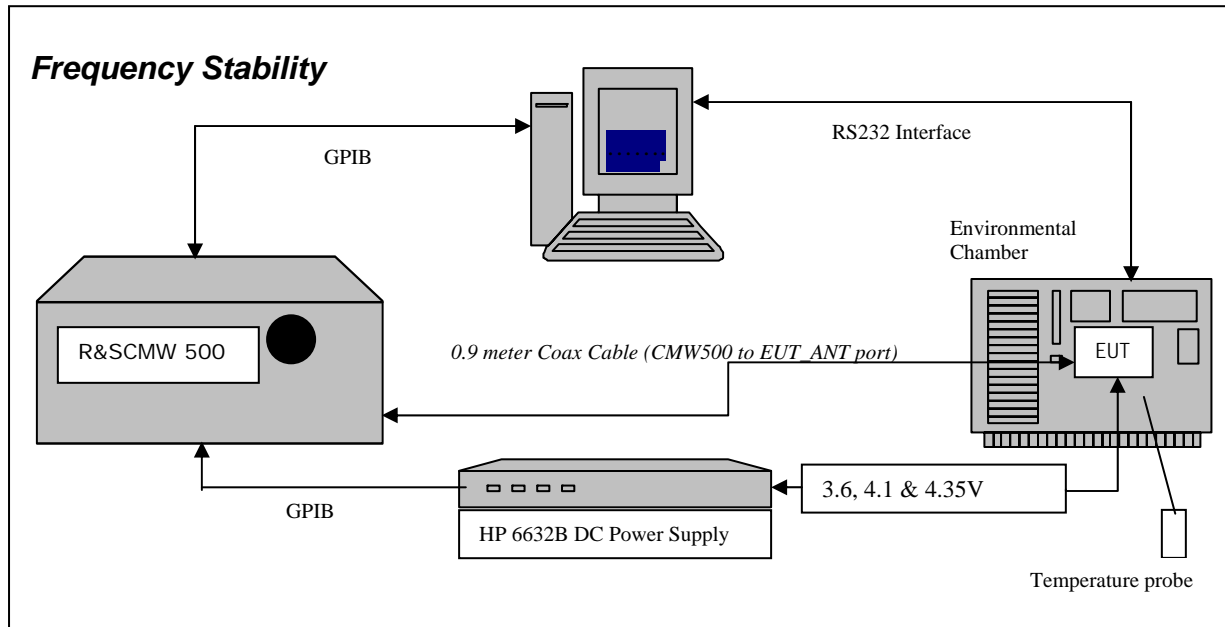 Frequency Stability
GPIB
RS232 Interface
Environmental
Chamber
R&SCMW 500
0.9 meter Coax Cable (CMW500 to EUT_ANT port)
EUT
GPIB
3.6, 4.1 & 4.35V
HP 6632B DC Power Supply
Temperature probe